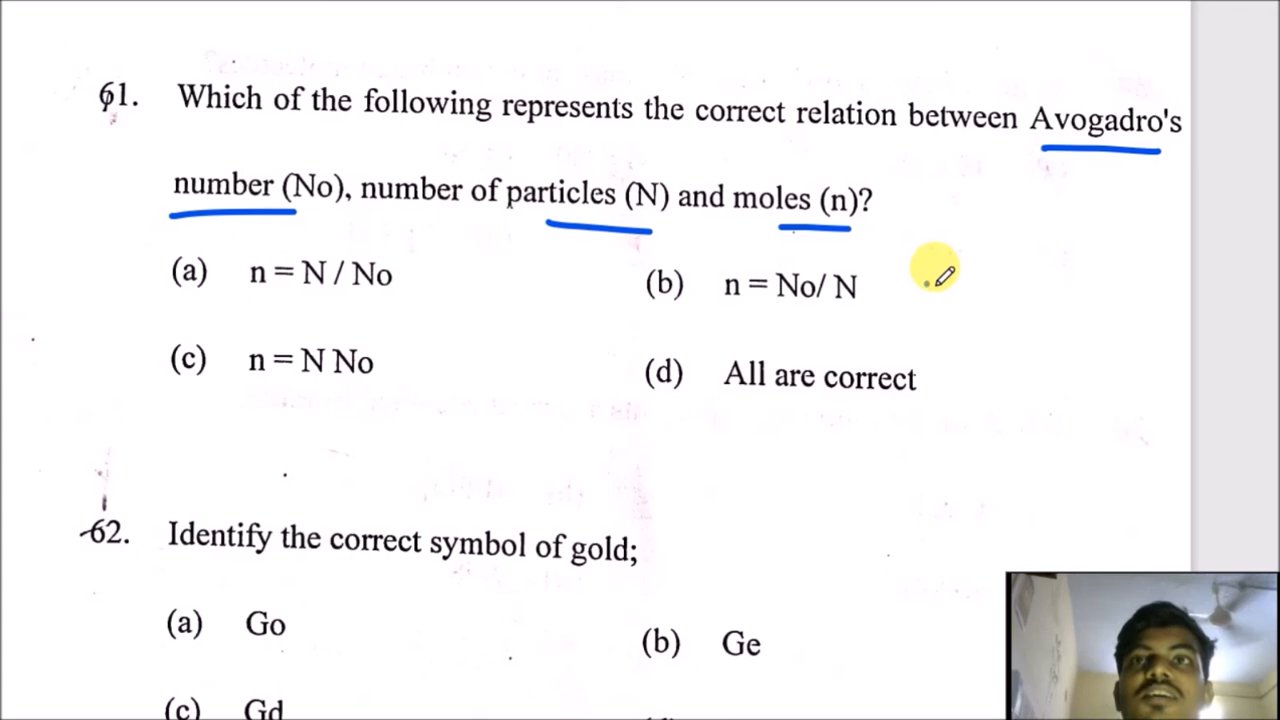 61. Which of the following represents the correct relation between Avogadro's
number (No), number of particles (N) and moles (n)?
(a) n = N / No (b) n = No/ N
(c) n = N No (d) All are correct
62. Identify the correct symbol of gold;
(a) Go (b) Ge
(c) Gd